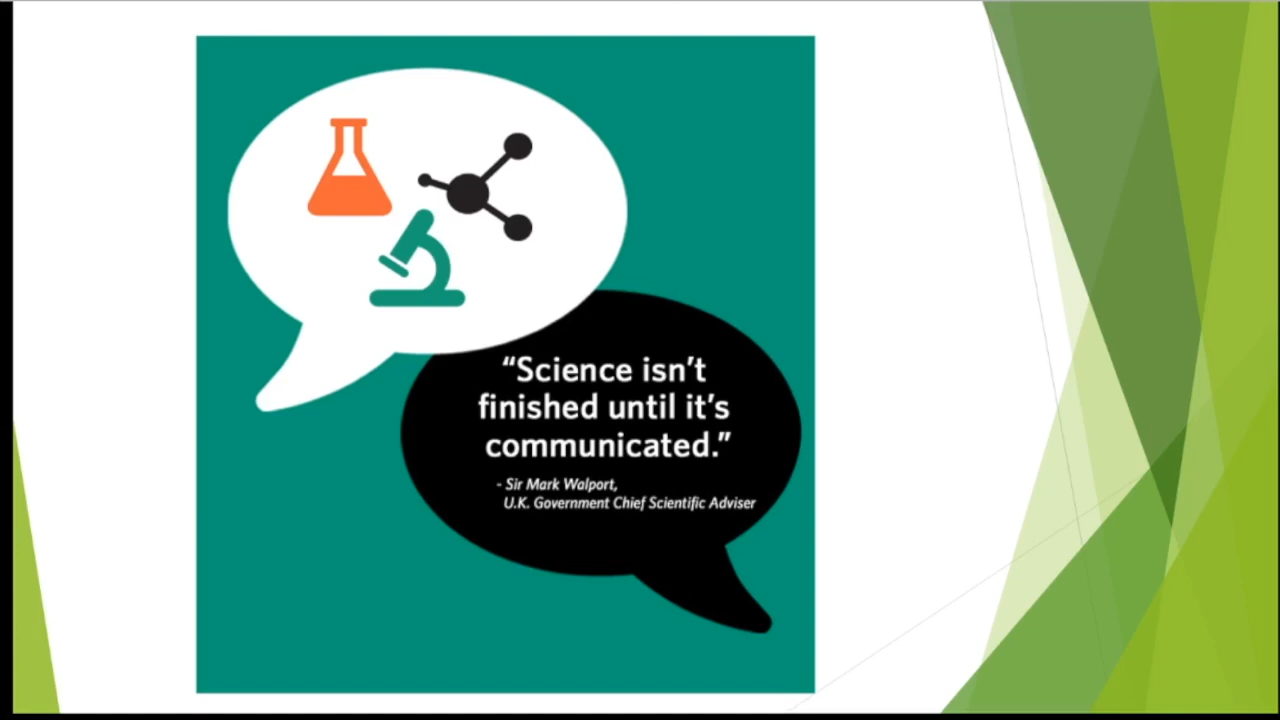 “Science isn’t
finished until it’s
communicated.”
- Sir Mark Walport,
U.K. Government Chief Scientific Adviser